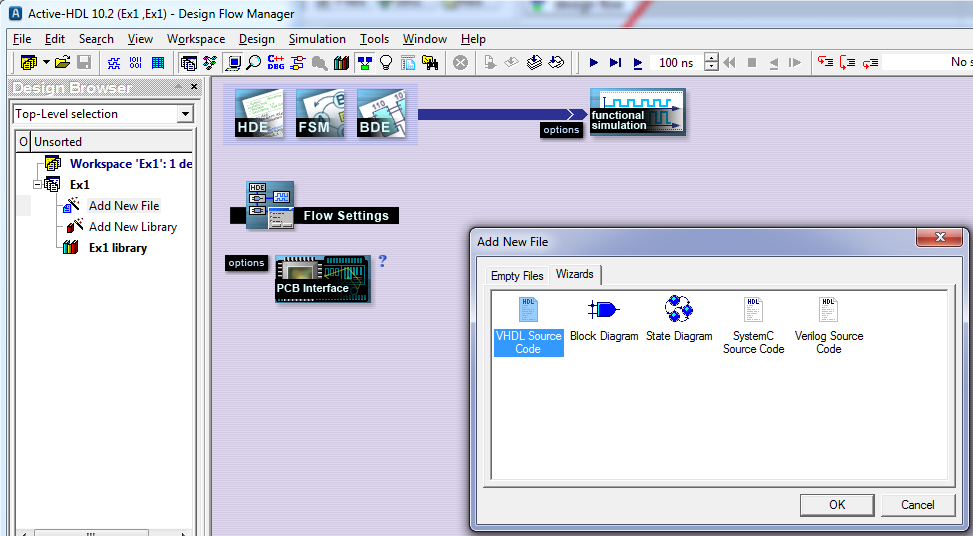 Active-HDL 10.2 (Ex1 ,Ex1) - Design Flow Manager
File Edit Search View Workspace Design Simulation Tools Window Help
C++
DBG
100 ns
No s
Design Browser
Top-Level selection
O Unsorted
Workspace 'Ex1': 1 de
Ex1
Add New File
Add New Library
Ex1 library
HDE
FSM
BDE
options
functional
simulation
HDE
Flow Settings
options
PCB Interface
?
Add New File
Empty Files Wizards
HDL
VHDL Source
Code
Block Diagram
State Diagram
HDL
SystemC
Source Code
HDL
Verilog Source
Code
OK Cancel